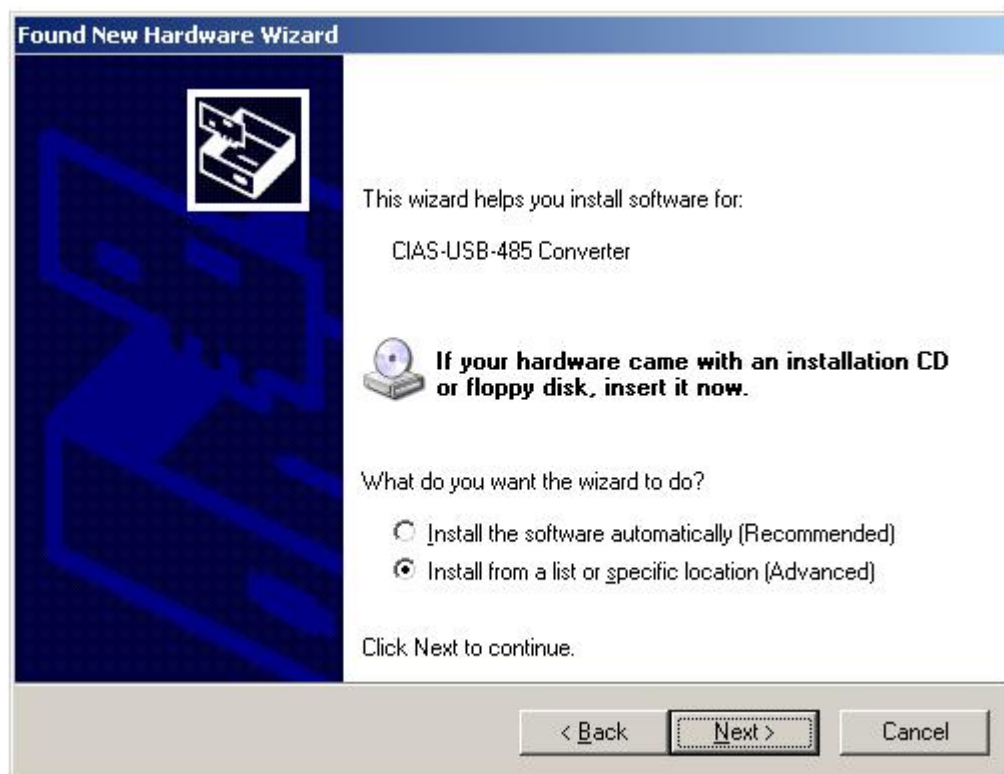 Found New Hardware Wizard
This wizard helps you install software for:
CIAS-USB-485 Converter
If your hardware came with an installation CD
or floppy disk, insert it now.
What do you want the wizard to do?
Install the software automatically (Recommended)
Install from a list or specific location (Advanced)
Click Next to continue.
< Back Next > Cancel